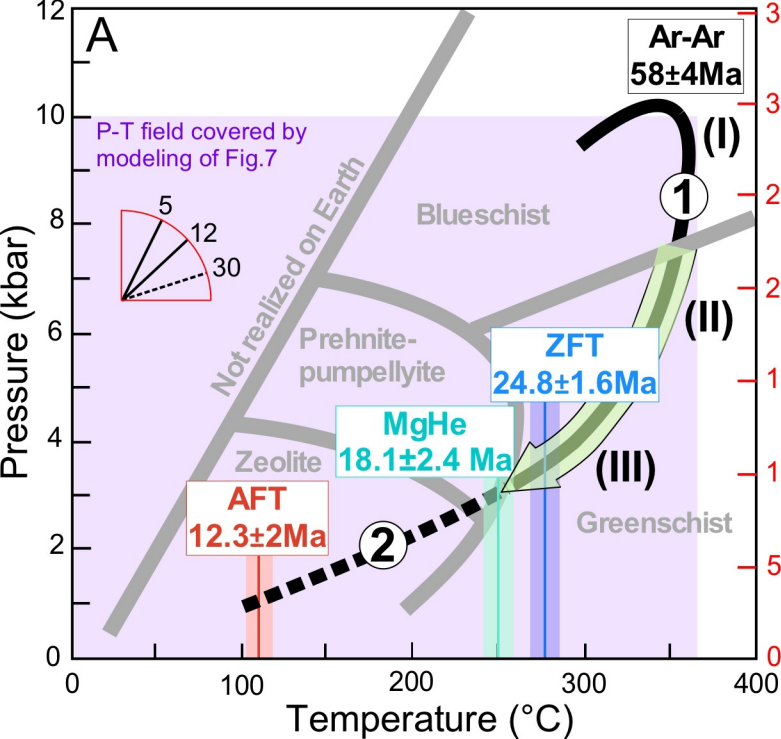 A
Ar-Ar
58±4Ma
P-T field covered by
modeling of Fig.7
5
12
30
(I)
1
Blueschist
Not realized on Earth
(II)
Prehnite-
pumpellyite
ZFT
24.8±1.6Ma
MgHe
18.1±2.4 Ma
Zeolite
(III)
AFT
12.3±2Ma
2
Greenschist
Pressure (kbar)
12
10
8
6
4
2
0
3
3
2
2
1
1
5
0
0
100
200
300
400
Temperature (°C)